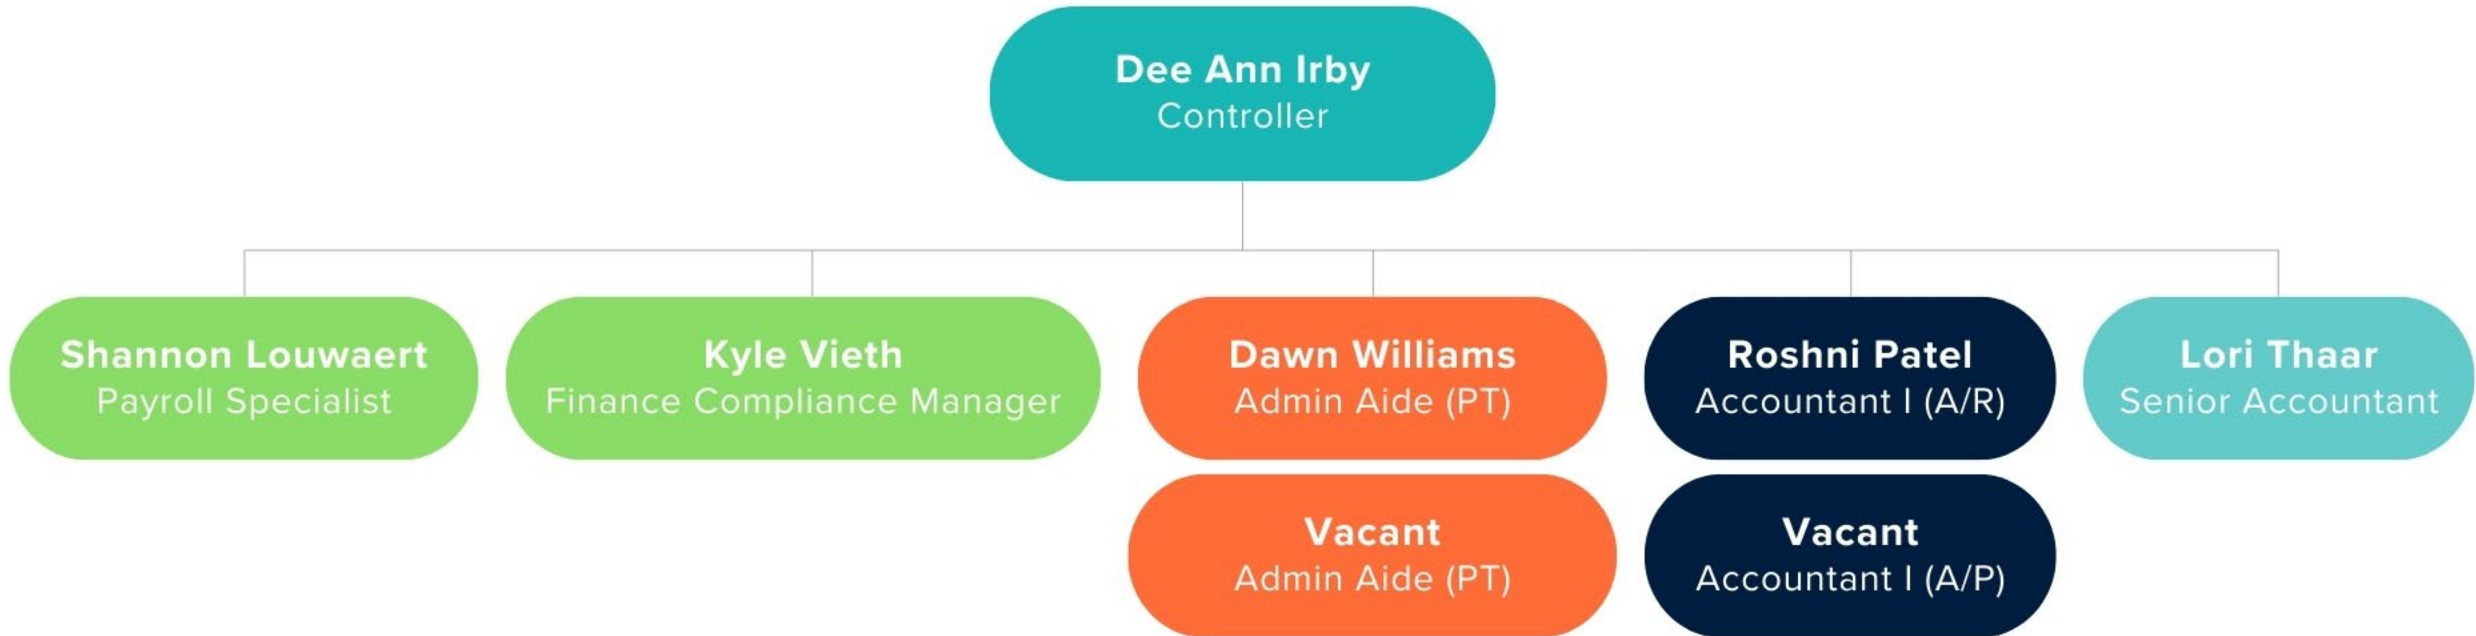 Dee Ann Irby
Controller
Shannon Louwaert
Payroll Specialist
Kyle Vieth
Finance Compliance Manager
Dawn Williams
Admin Aide (PT)
Roshni Patel
Accountant I (A/R)
Lori Thaar
Senior Accountant
Vacant
Admin Aide (PT)
Vacant
Accountant I (A/P)